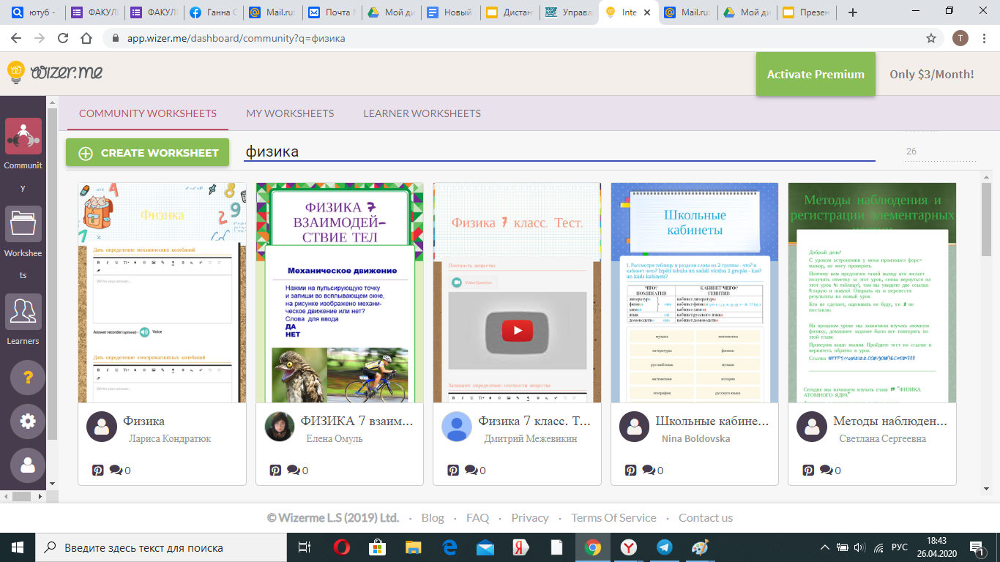 ютуб -
ФАКУЛ
ФАКУЛ
Ганна С
Mail.ru:
Почта
Мой ди
Новый
Дистан
Управл
Inte
Mail.ru:
Мой ди
Презен
app.wizer.me/dashboard/community?q=физика
T
wizer.me
Activate Premium
Only $3/Month!
COMMUNITY WORKSHEETS
MY WORKSHEETS
LEARNER WORKSHEETS
CREATE WORKSHEET
физика
26
Communit
y
Workshee
ts
Learners
?
Физика
Дать определение механических колебаний
Write your answer...
Answer recorder (optional) - Voice
Дать определение электромагнитных колебаний
Write your answer...
Физика
Лариса Кондратюк
0
ФИЗИКА 7
ВЗАИМОДЕЙ-
СТВИЕ ТЕЛ
Механическое движение
Нажми на пульсирующую точку
и запиши во всплывающем окне,
на рисунке изображено механи-
ческое движение или нет?
Слова для ввода
ДА
НЕТ
ФИЗИКА 7 взаим...
Елена Омуль
0
Физика 7 класс. Тест.
Плотность вещества
Video Question
Запишите определение плотности вещества
Физика 7 класс. Т...
Дмитрий Межевикин
0
Школьные
кабинеты
1. Рассмотри таблицу и раздели слова на 2 группы - что? и
кабинет чего? Izpēti tabulu un sadali vārdus 2 grupās - kas?
un kāds kabinets?
ЧТО?
НОМИНАТИВ
КАБИНЕТ ЧЕГО?
ГЕНИТИВ
литература
кабинет литературы
физика
кабинет физики
химия
кабинет химии
язык
кабинет русского языка
домоводство
кабинет домоводства
музыка
математика
литературы
физики
русский язык
музыки
математики
история
география
русского языка
Школьные кабине...
Nina Boldovska
0
Методы наблюдения и
регистрации элементарных
частиц
Добрый день!
С уроком астрономии у меня произошел форс-
мажор, не могу проверить.
Поэтому вам предлагаю такой выход: кто желает
получить отметку за этот урок, снова вернуться на
этот урок (в таблицу), там вы увидите две ссылки
(старую и новую). Открыть их и перенести
результаты на новый урок.
Кто не сделает, оценивать не буду, т.е. 2 не
поставлю.
На прошлом уроке мы закончили изучать атомную
физику, домашнее задание было все повторить по
этой главе.
Проверим ваши знания. Пройдите тест по ссылке и
вернитесь обратно в урок.
Ссылка
Сегодня мы начинаем изучать главу "ФИЗИКА
АТОМНОГО ЯДРА"
Методы наблюден...
Светлана Сергеевна
0
© Wizerme L.S (2019) Ltd. · Blog · FAQ · Privacy · Terms Of Service · Contact us
Введите здесь текст для поиска
РУС
18:43
26.04.2020
1